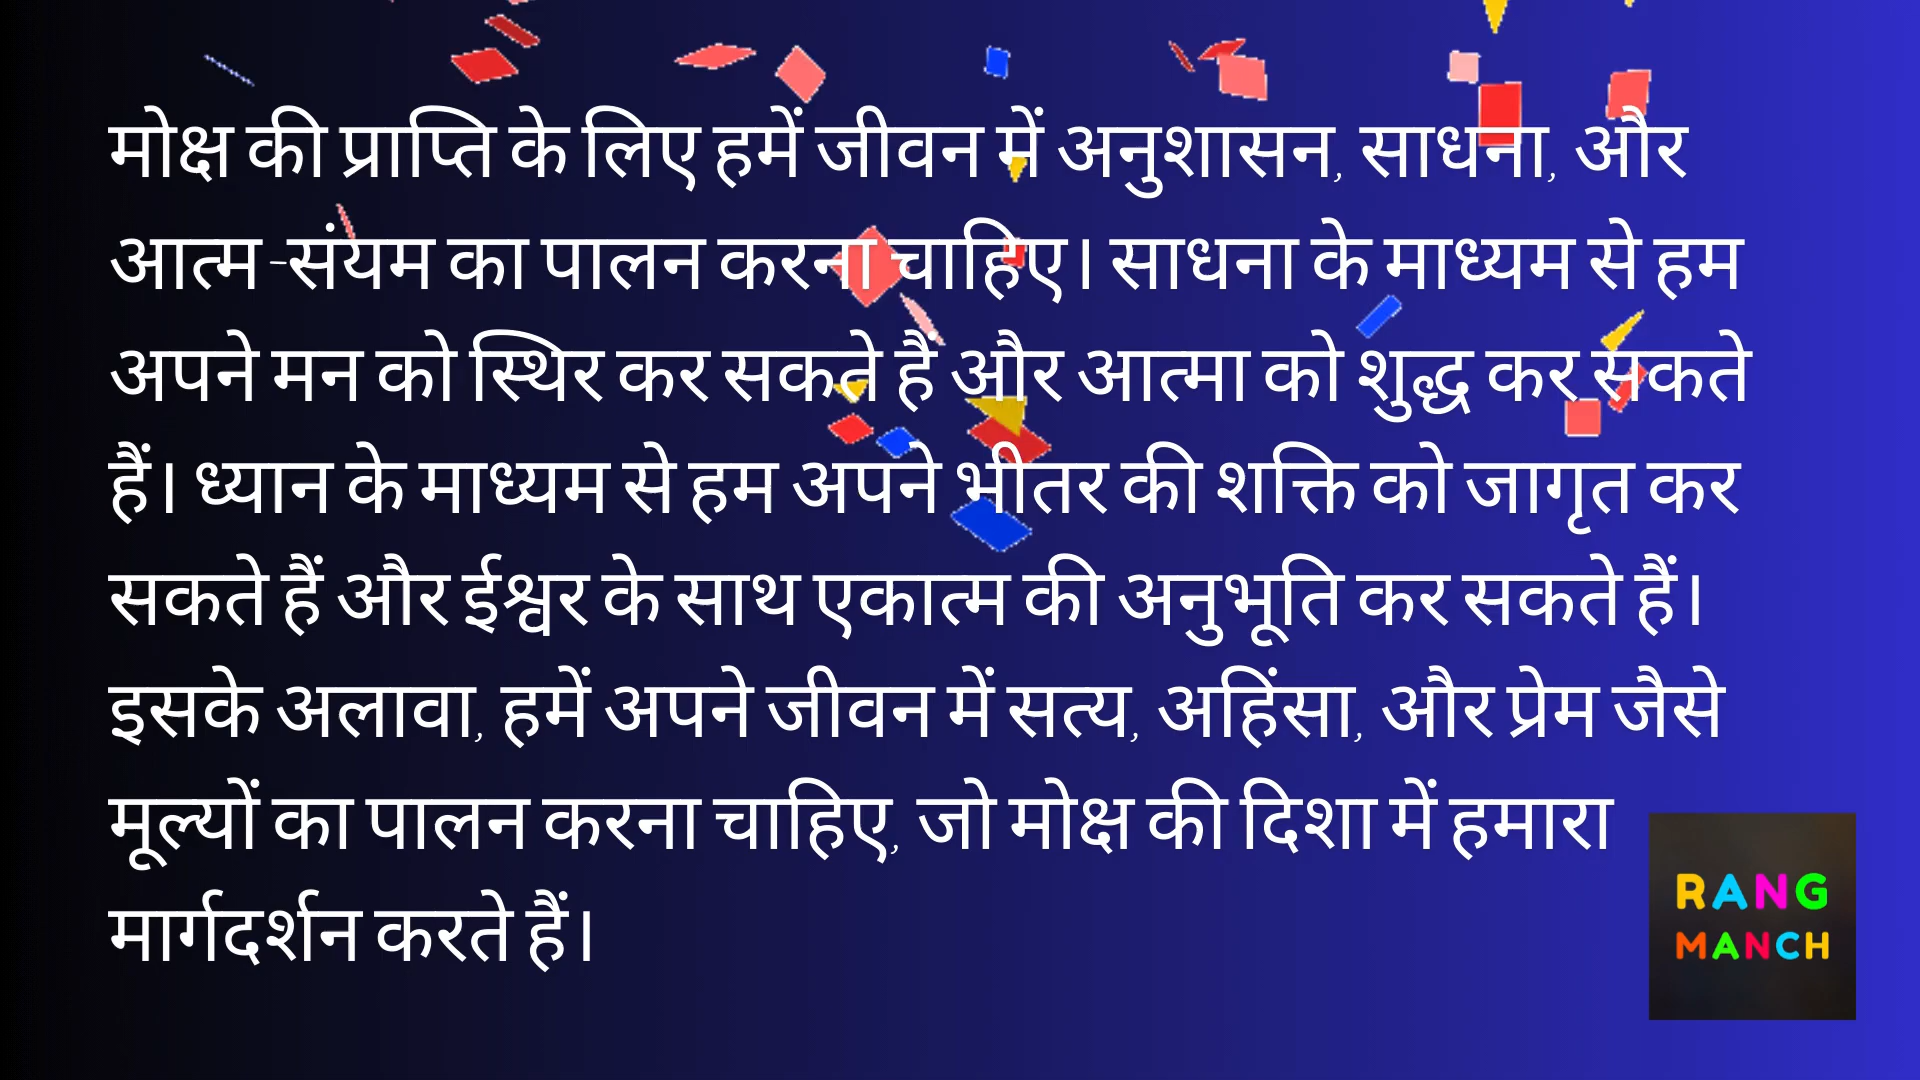 मोक्ष की प्राप्ति के लिए हमें जीवन में अनुशासन, साधना, और
आत्म-संयम का पालन करना चाहिए। साधना के माध्यम से हम
अपने मन को स्थिर कर सकते हैं और आत्मा को शुद्ध कर सकते
हैं। ध्यान के माध्यम से हम अपने भीतर की शक्ति को जागृत कर
सकते हैं और ईश्वर के साथ एकात्म की अनुभूति कर सकते हैं।
इसके अलावा, हमें अपने जीवन में सत्य, अहिंसा, और प्रेम जैसे
मूल्यों का पालन करना चाहिए, जो मोक्ष की दिशा में हमारा
मार्गदर्शन करते हैं।
RANG
MANCH